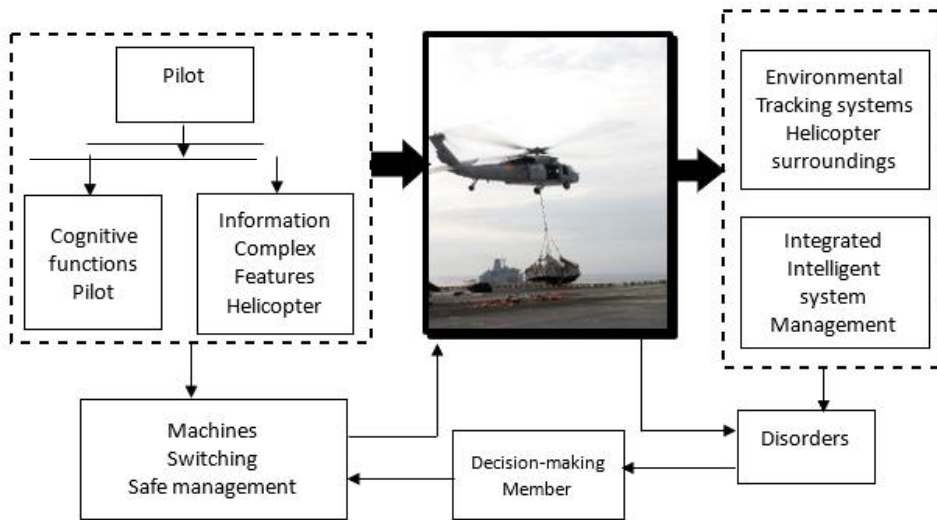 Pilot
Cognitive
functions
Pilot
Information
Complex
Features
Helicopter
Environmental
Tracking systems
Helicopter
surroundings
Integrated
Intelligent
system
Management
Machines
Switching
Safe management
Decision-making
Member
Disorders